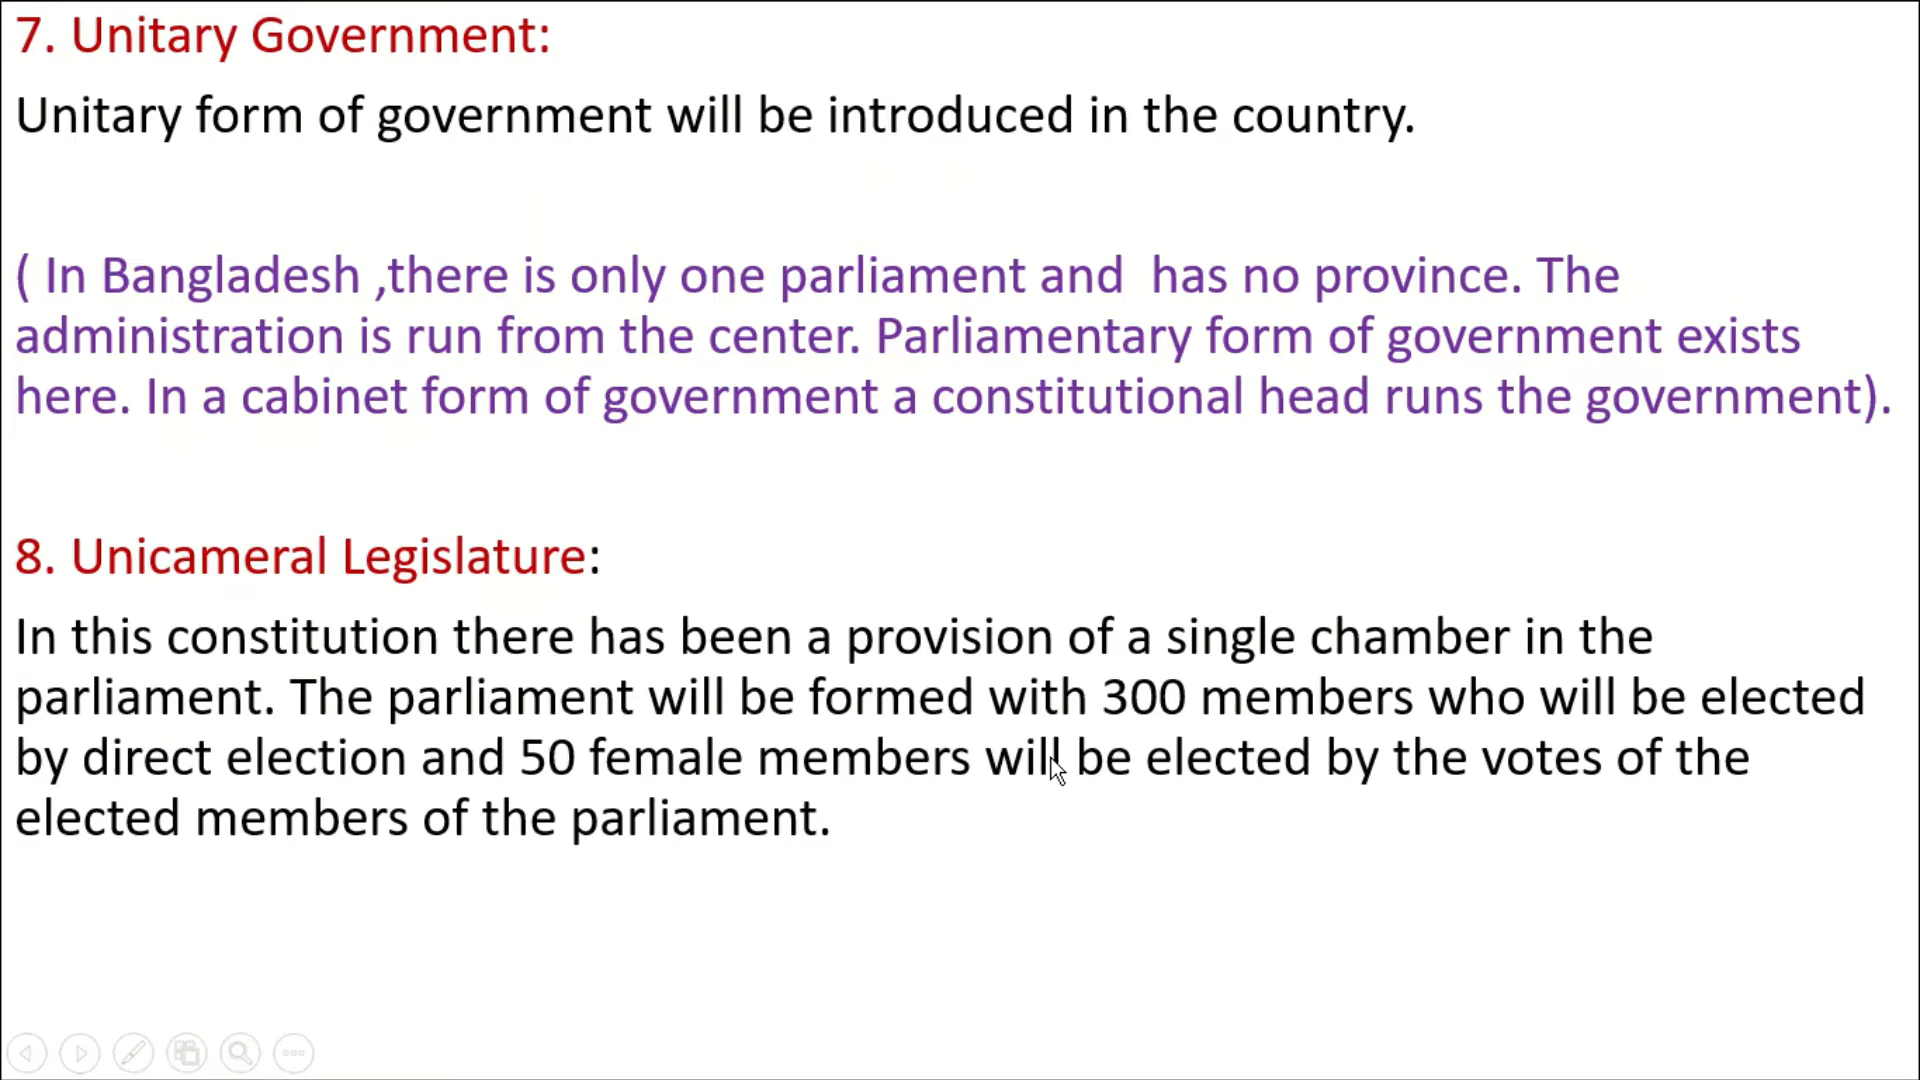 7. Unitary Government:
Unitary form of government will be introduced in the country.
( In Bangladesh ,there is only one parliament and  has no province. The
administration is run from the center. Parliamentary form of government exists
here. In a cabinet form of government a constitutional head runs the government).
8. Unicameral Legislature:
In this constitution there has been a provision of a single chamber in the
parliament. The parliament will be formed with 300 members who will be elected
by direct election and 50 female members will be elected by the votes of the
elected members of the parliament.